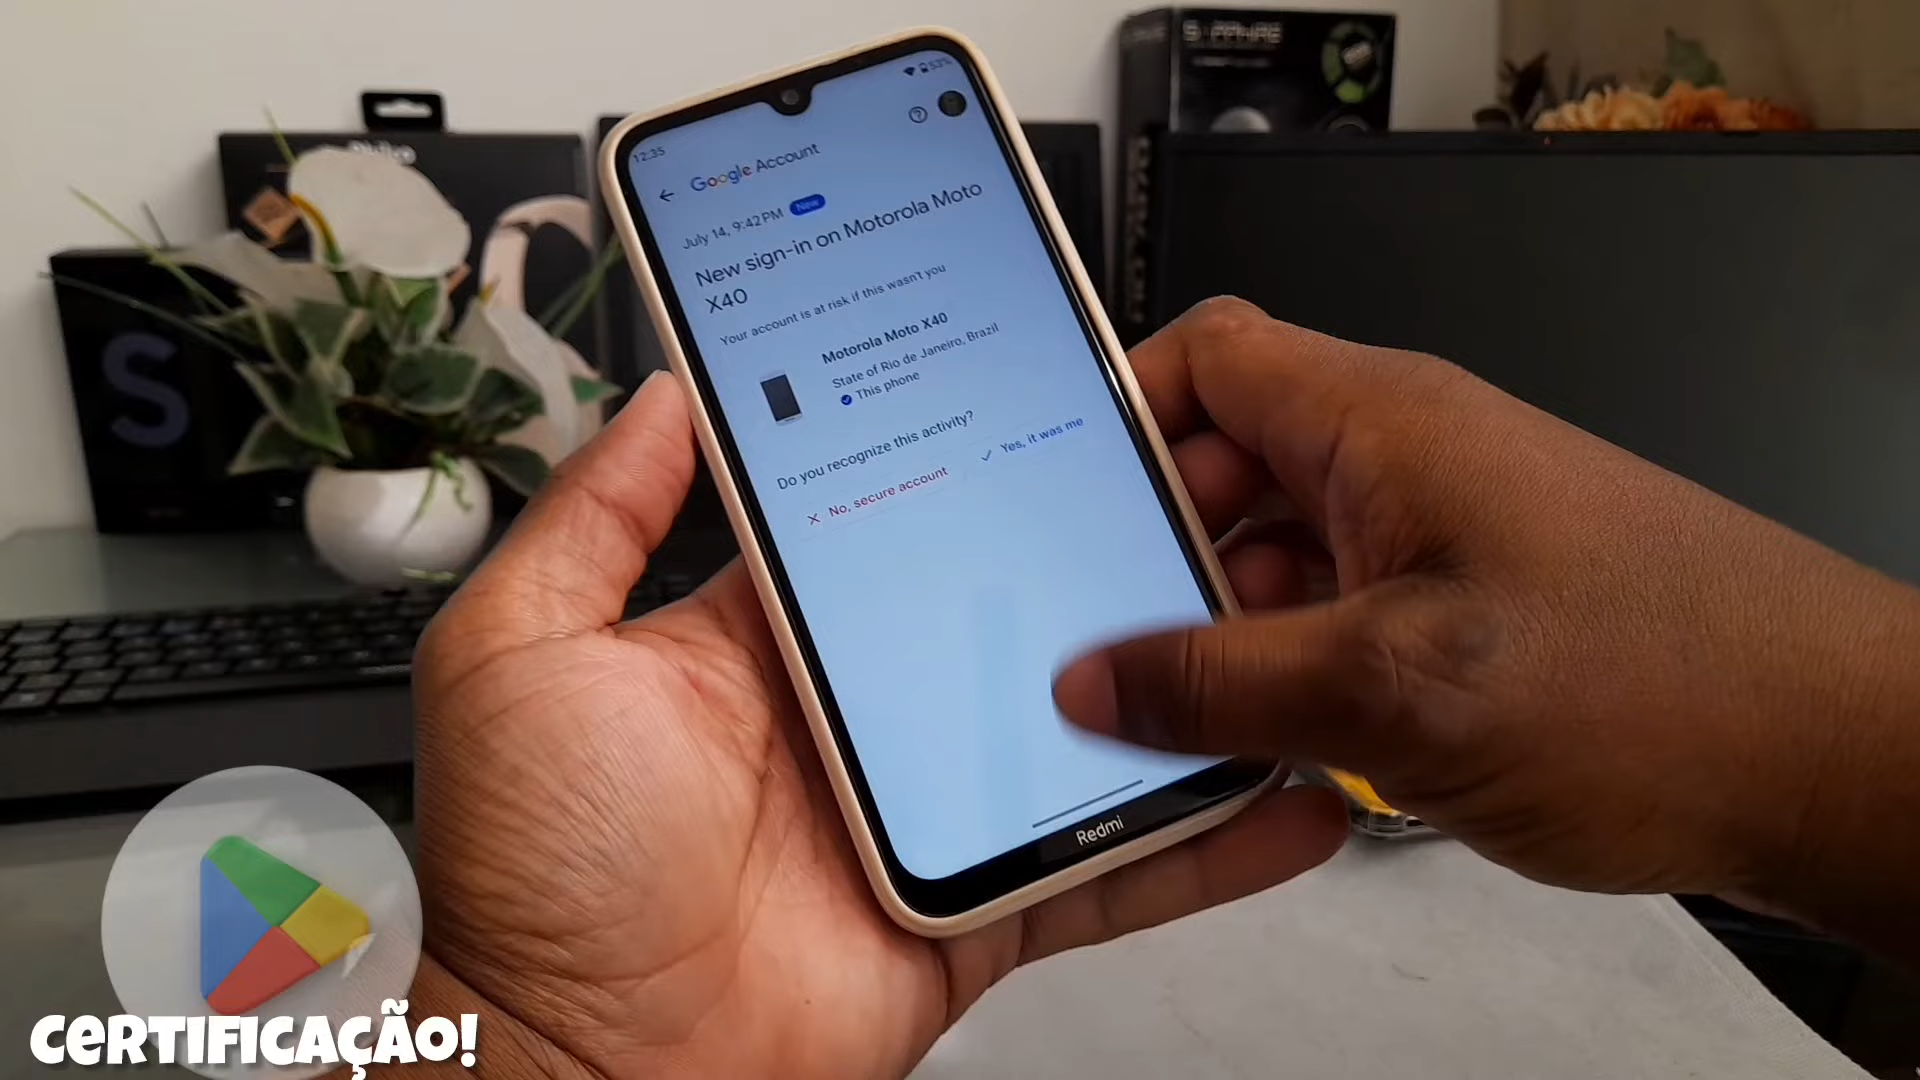 SAPPHIRE
12:35
53%
Google Account
July 14, 9:42 PM New
New sign-in on Motorola Moto
X40
Your account is at risk if this wasn't you
Motorola Moto X40
State of Rio de Janeiro, Brazil
This phone
Do you recognize this activity?
No, secure account
Yes, it was me
Redmi
S
CERTIFICAÇÃO!